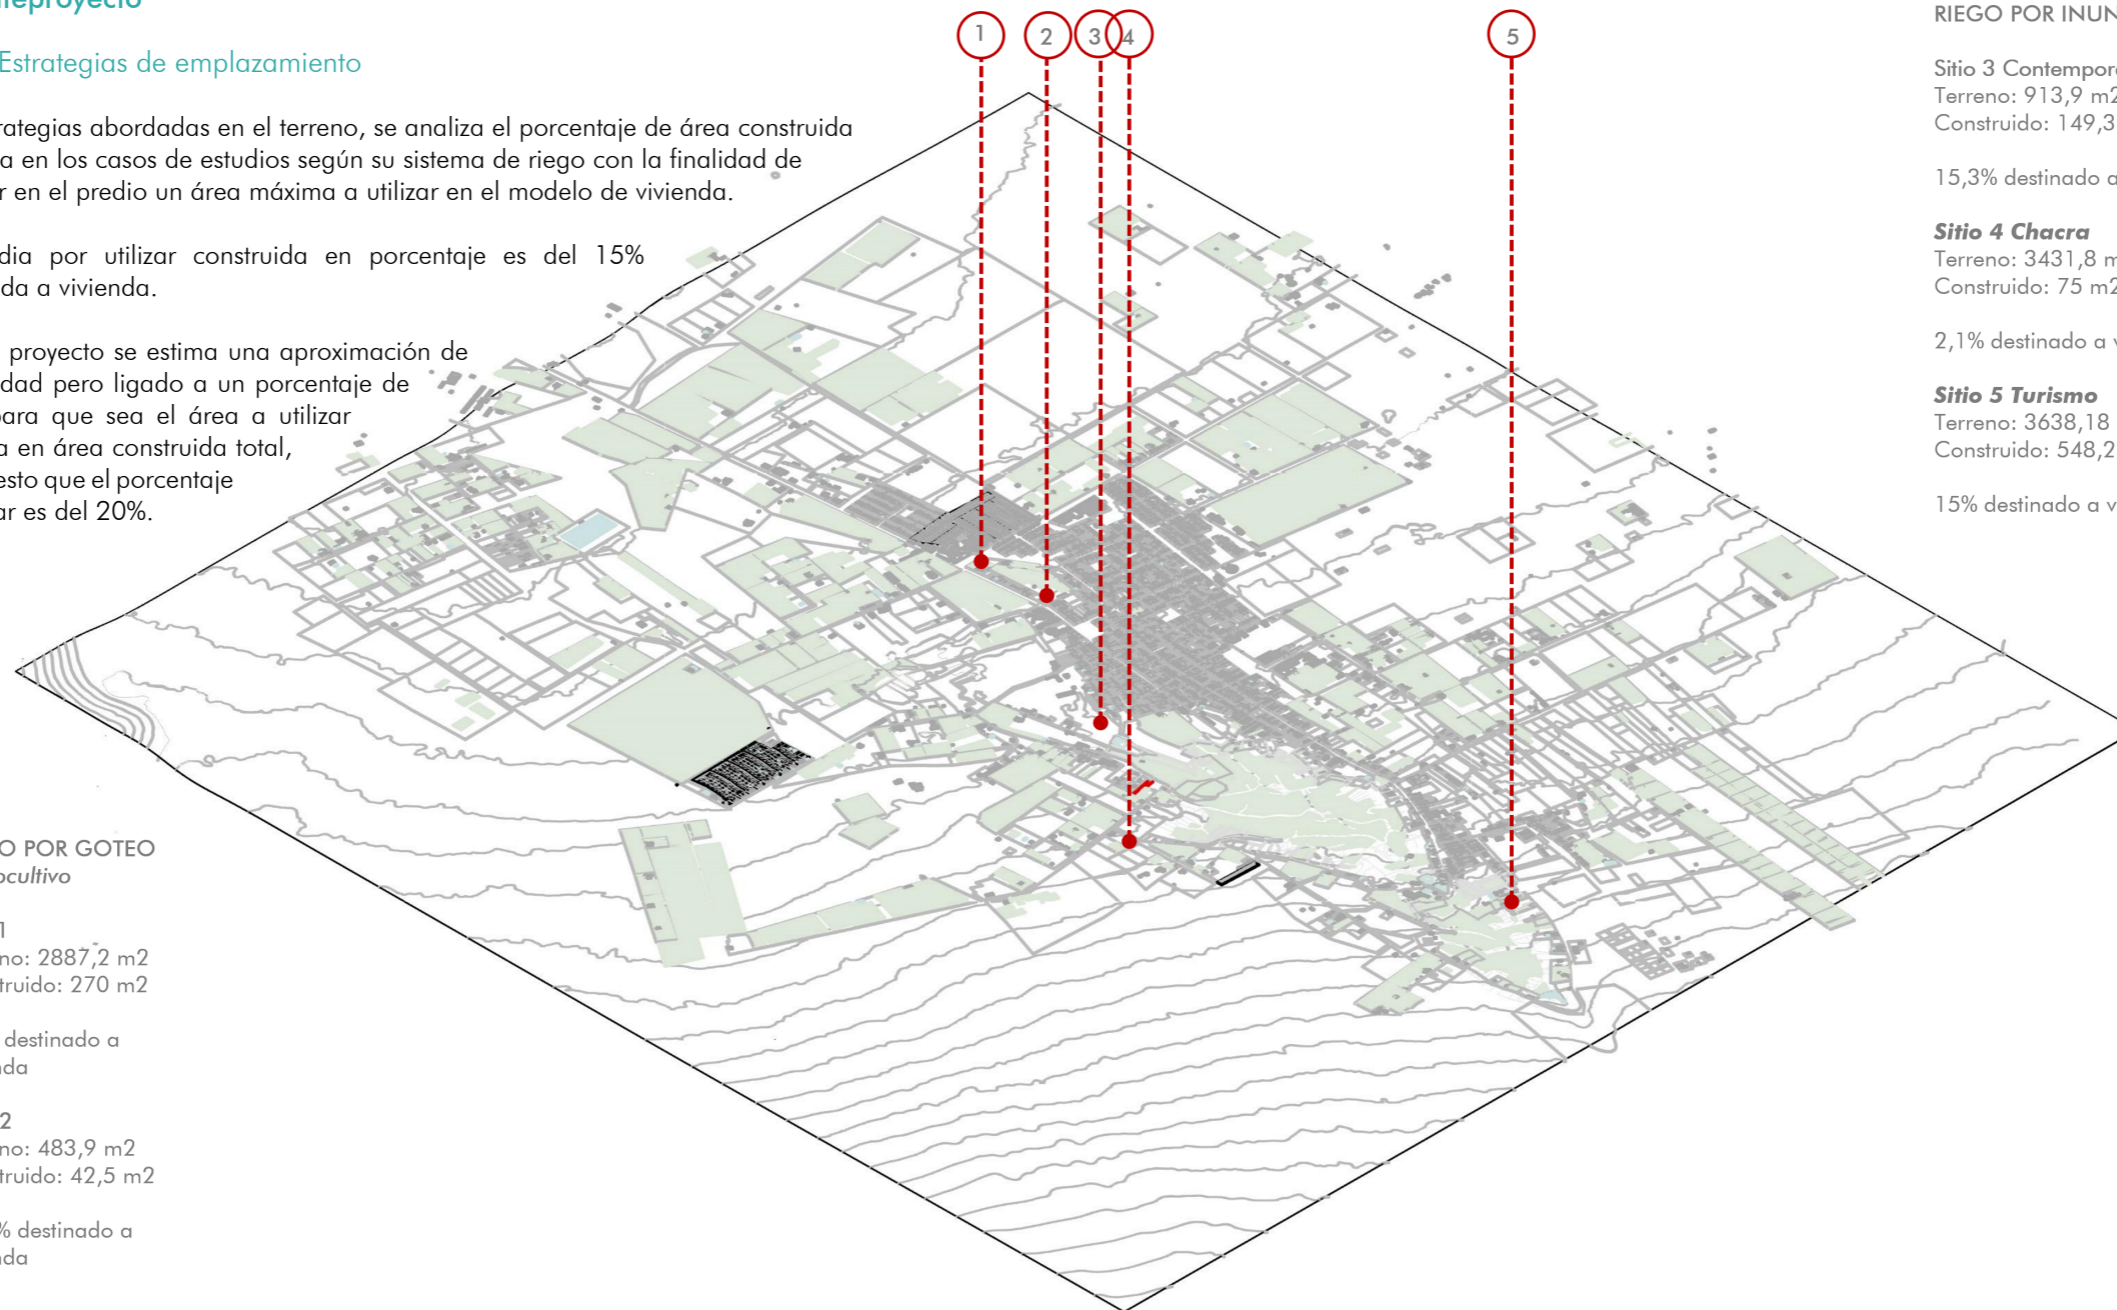 teproyecto
Estrategias de emplazamiento
rategias abordadas en el terreno, se analiza el porcentaje de área construida
a en los casos de estudios según su sistema de riego con la finalidad de
r en el predio un área máxima a utilizar en el modelo de vivienda.
dia por utilizar construida en porcentaje es del 15%
da a vivienda.
proyecto se estima una aproximación de
idad pero ligado a un porcentaje de
para que sea el área a utilizar
a en área construida total,
esto que el porcentaje
ar es del 20%.
1
2
3
4
5
RIEGO POR INUN
Sitio 3 Contempor
Terreno: 913,9 m2
Construido: 149,3
15,3% destinado a
Sitio 4 Chacra
Terreno: 3431,8 m
Construido: 75 m2
2,1% destinado a v
Sitio 5 Turismo
Terreno: 3638,18
Construido: 548,2
15% destinado a v
O POR GOTEO
ocultivo
1
no: 2887,2 m2
truido: 270 m2
destinado a
nda
2
no: 483,9 m2
truido: 42,5 m2
% destinado a
nda